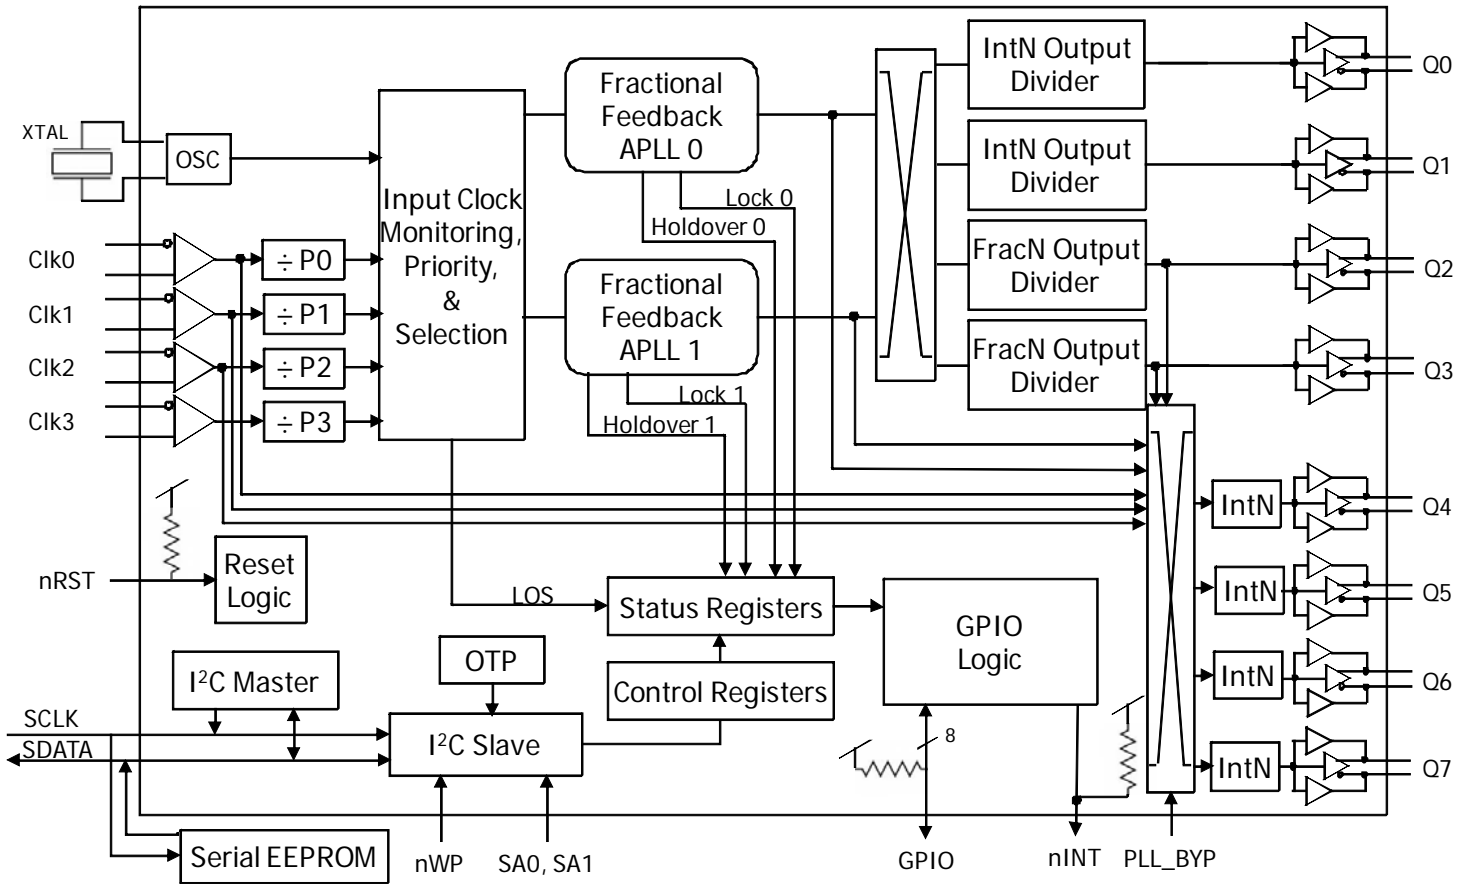 XTAL
OSC
Clk0
Clk1
Clk2
Clk3
÷ P0
÷ P1
÷ P2
÷ P3
Input Clock
Monitoring,
Priority,
&
Selection
Fractional
Feedback
APLL 0
Lock 0
Holdover 0
Fractional
Feedback
APLL 1
Lock 1
Holdover 1
IntN Output
Divider
IntN Output
Divider
FracN Output
Divider
FracN Output
Divider
Q0
Q1
Q2
Q3
IntN
Q4
IntN
Q5
IntN
Q6
IntN
Q7
nRST
Reset
Logic
LOS
Status Registers
GPIO
Logic
OTP
Control Registers
I²C Master
SCLK
SDATA
I²C Slave
8
Serial EEPROM
nWP
SA0, SA1
GPIO
nINT
PLL_BYP